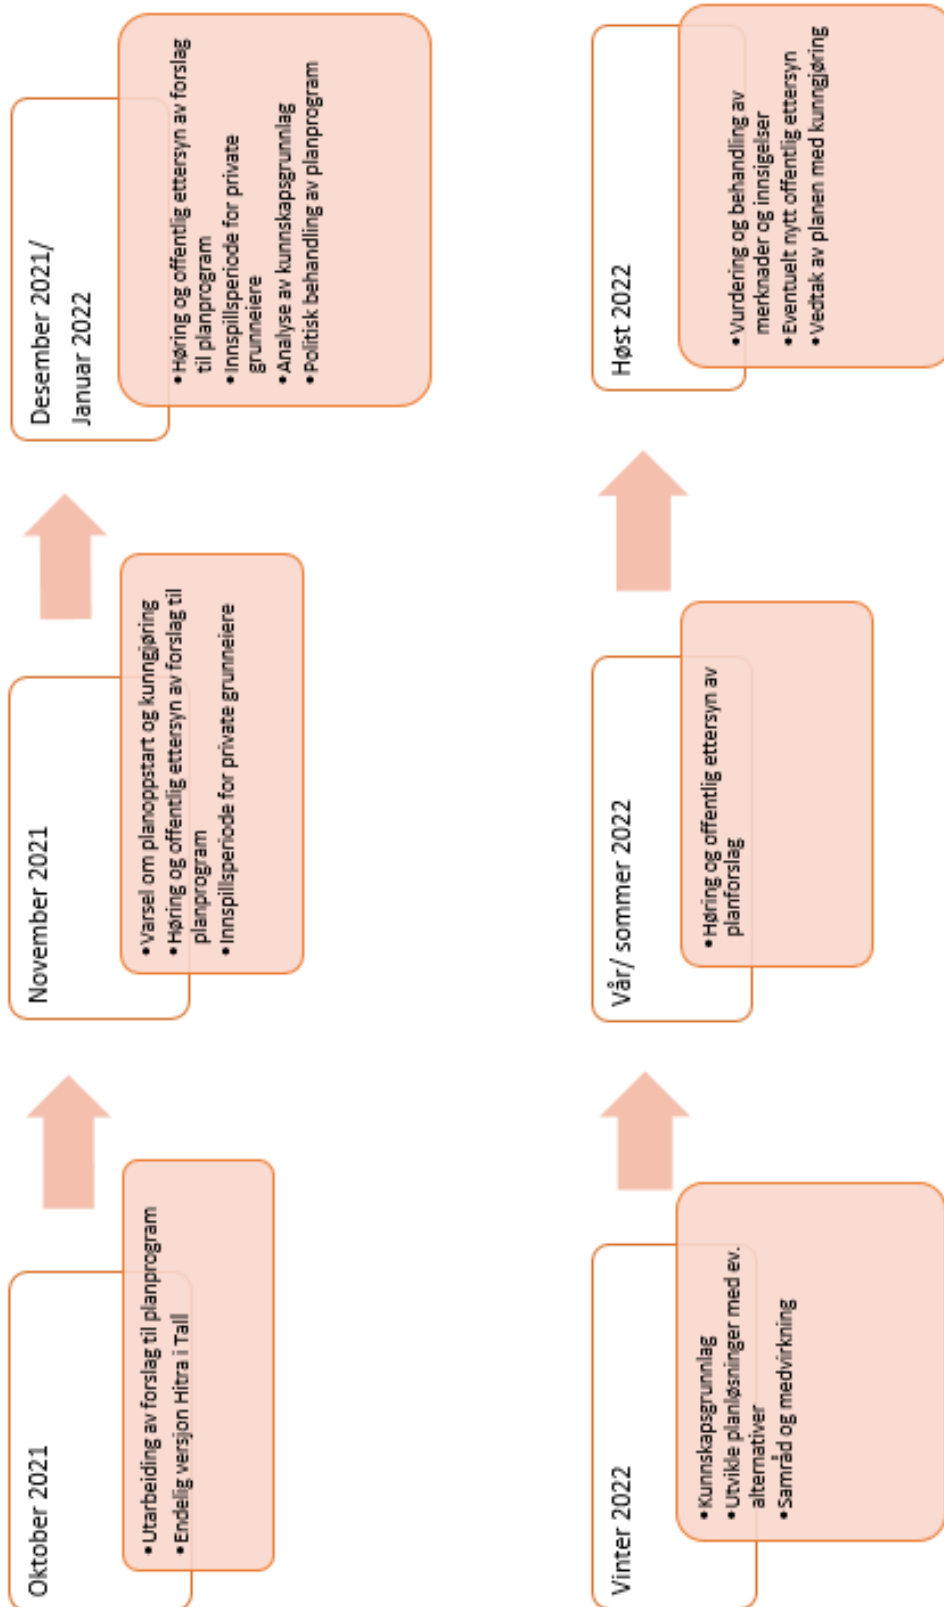 Oktober 2021
•Utarbeiding av forslag til planprogram
•Endelig versjon Hitra i Tall
November 2021
•Varsel om planoppstart og kunngjøring
•Høring og offentlig ettersyn av forslag til
planprogram
•Innspillsperiode for private grunneiere
Desember 2021/
Januar 2022
•Høring og offentlig ettersyn av forslag
til planprogram
•Innspillsperiode for private
grunneiere
•Analyse av kunnskapsgrunnlag
•Politisk behandling av planprogram
Vinter 2022
•Kunnskapsgrunnlag
•Utvikle planløsninger med ev.
alternativer
•Samråd og medvirkning
Vår/ sommer 2022
•Høring og offentlig ettersyn av
planforslag
Høst 2022
•Vurdering og behandling av
merknader og innsigelser
•Eventuelt nytt offentlig ettersyn
•Vedtak av planen med kunngjøring